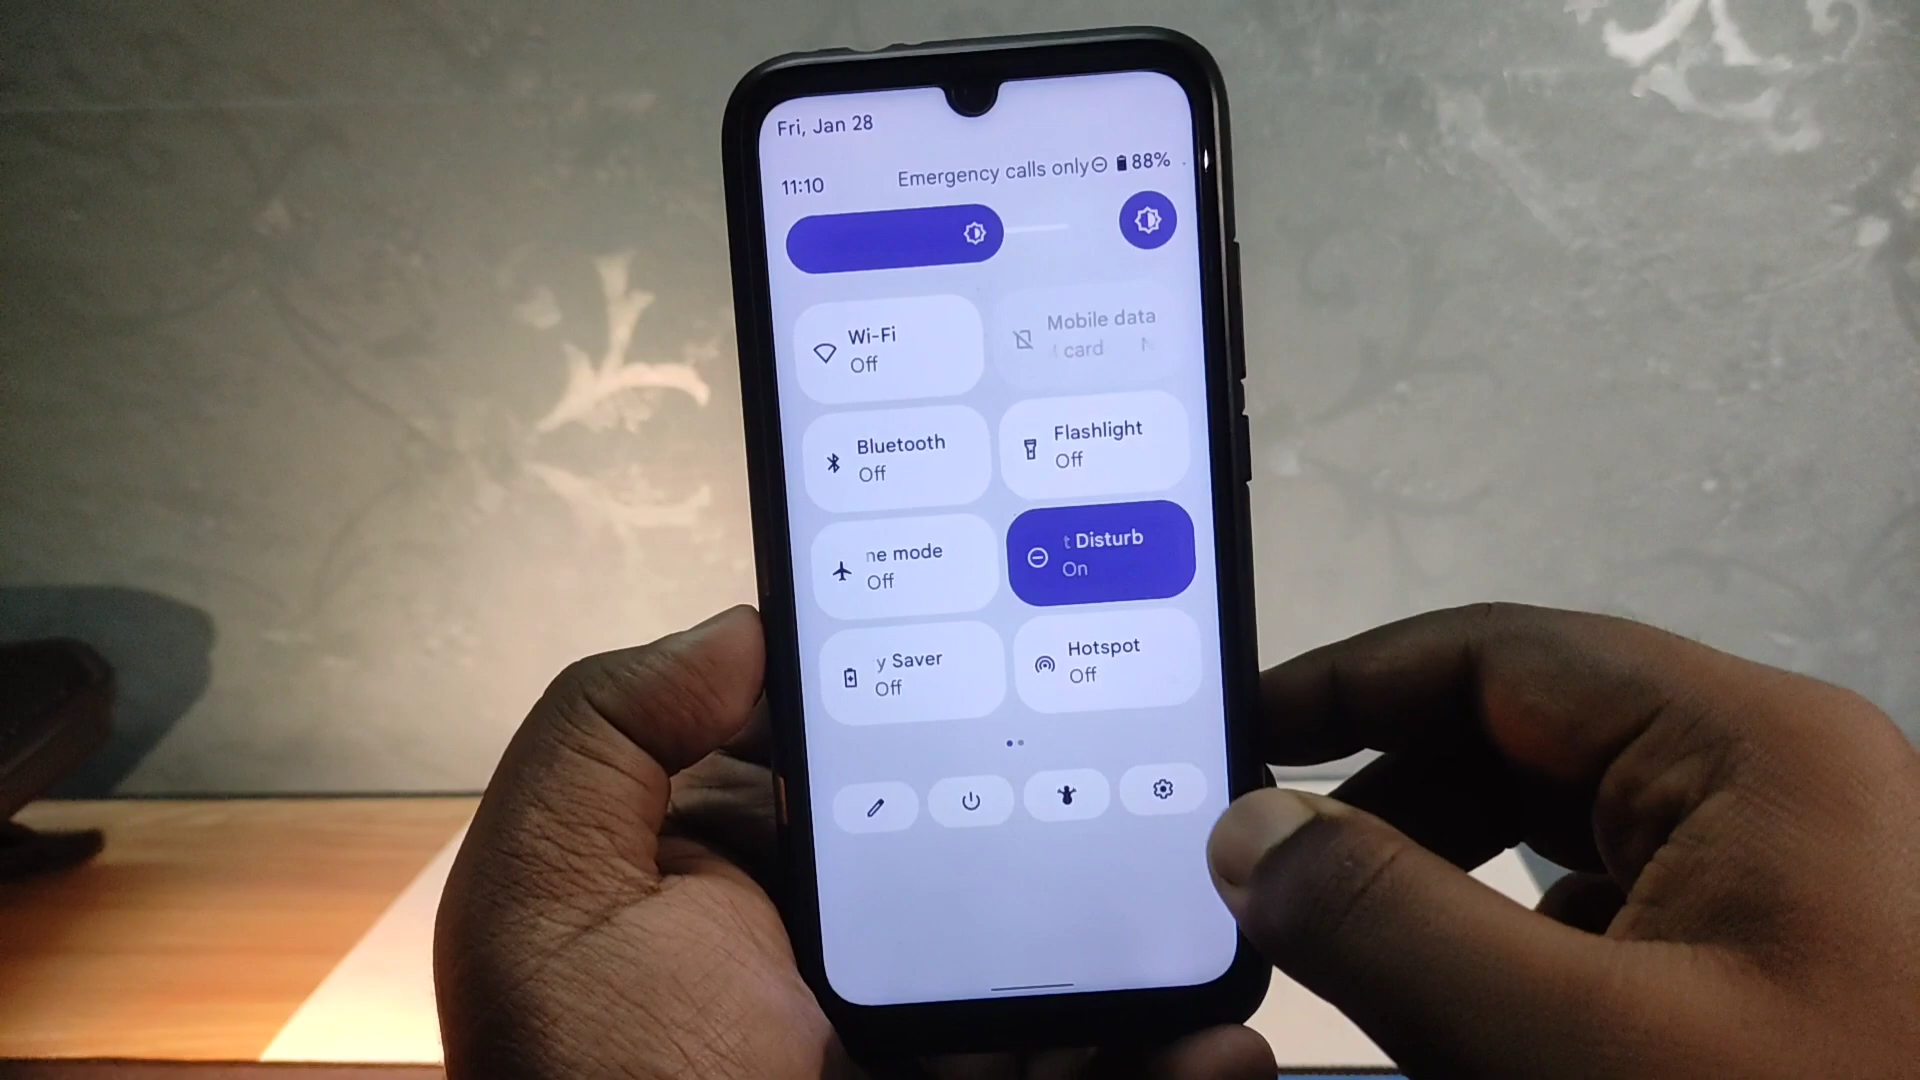 Fri, Jan 28
11:10
Emergency calls only 88%
Wi-Fi
Off
Mobile data
card
Bluetooth
Off
Flashlight
Off
ne mode
Off
t Disturb
On
y Saver
Off
Hotspot
Off